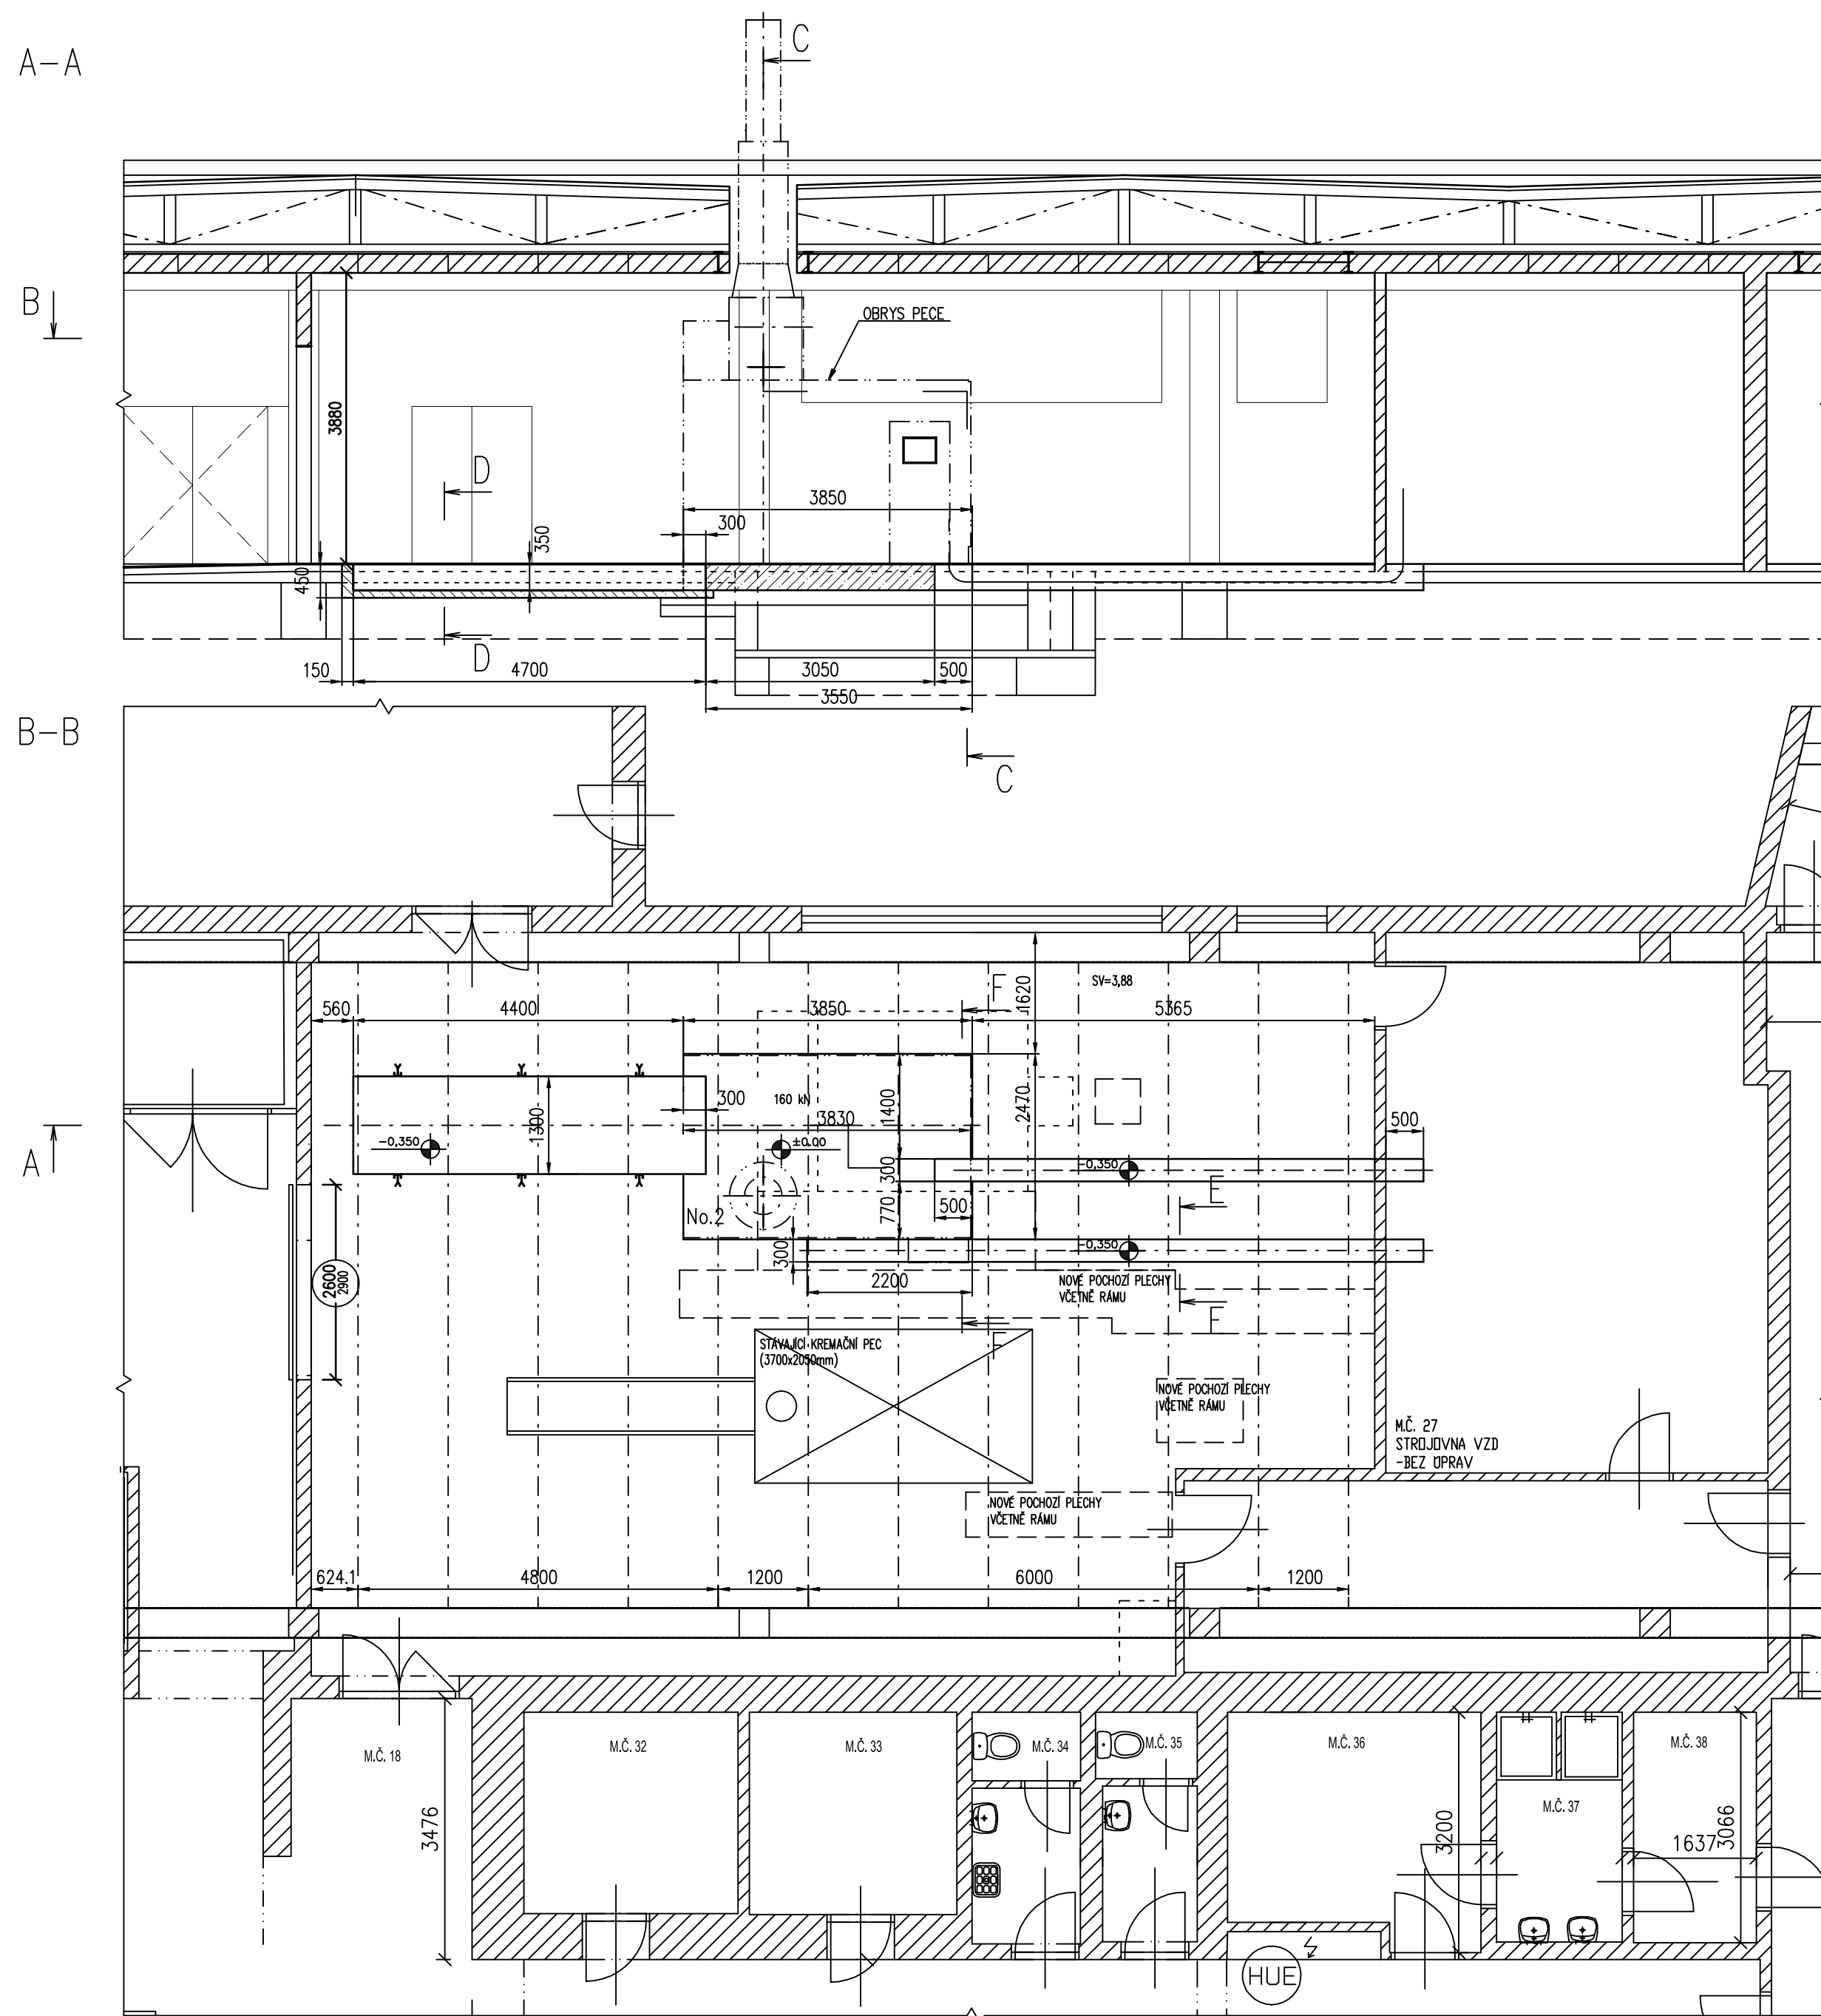 A-A
C
B
OBRYS PECE
3880
D
3850
300
350
450
D
150
4700
3050
500
3550
B-B
C
SV=3,88
F
1620
560
4400
3850
5365
300
160 kN
3830
1400
2470
1300
500
-0,350
±0.00
A
-0,350
300
E
No.2
500
770
-0,350
300
2200
NOVÉ POCHOZÍ PLECHY
VČETNĚ RÁMU
2600
2900
E
F
STÁVAJÍCÍ KREMAČNÍ PEC
(3700x2050mm)
NOVÉ POCHOZÍ PLECHY
VČETNĚ RÁMU
M.Č. 27
STROJOVNA VZD
-BEZ ÚPRAV
NOVÉ POCHOZÍ PLECHY
VČETNĚ RÁMU
624.1
4800
1200
6000
1200
M.Č. 18
M.Č. 32
M.Č. 33
M.Č. 34
M.Č. 35
M.Č. 36
M.Č. 38
M.Č. 37
3476
3200
1637
3066
HUE